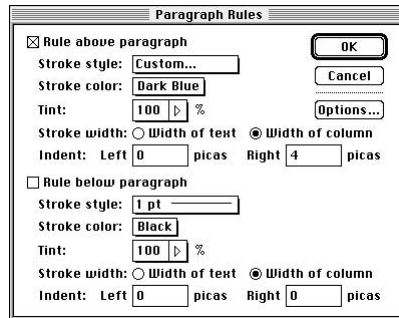 Paragraph Rules
Rule above paragraph
OK
Stroke style: Custom...
Stroke color: Dark Blue
Cancel
Tint: 100 %
Options...
Stroke width: Width of text Width of column
Indent: Left 0 picas Right 4 picas
Rule below paragraph
Stroke style: 1 pt
Stroke color: Black
Tint: 100 %
Stroke width: Width of text Width of column
Indent: Left 0 picas Right 0 picas